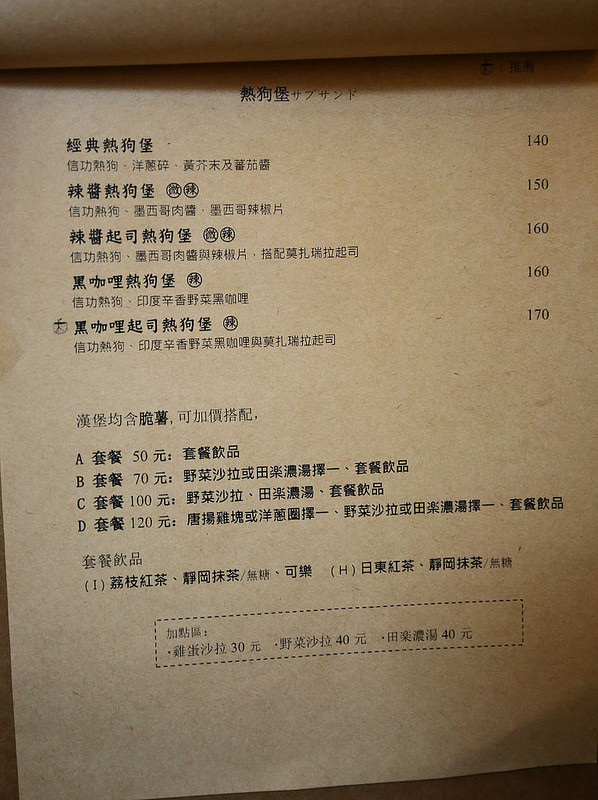 ：推薦
熱狗堡サブサンド
經典熱狗堡 140
信功熱狗、洋蔥碎、黃芥末及蕃茄醬
辣醬熱狗堡 微辣 150
信功熱狗、墨西哥肉醬、墨西哥辣椒片
辣醬起司熱狗堡 微辣 160
信功熱狗、墨西哥肉醬與辣椒片，搭配莫扎瑞拉起司
黑咖哩熱狗堡 辣 160
信功熱狗、印度辛香野菜黑咖哩
黑咖哩起司熱狗堡 辣 170
信功熱狗、印度辛香野菜黑咖哩與莫扎瑞拉起司
漢堡均含脆薯,可加價搭配,
A 套餐 50 元: 套餐飲品
B 套餐 70 元: 野菜沙拉或田楽濃湯擇一、套餐飲品
C 套餐 100 元: 野菜沙拉、田楽濃湯、套餐飲品
D 套餐 120 元: 唐揚雞塊或洋蔥圈擇一、野菜沙拉或田楽濃湯擇一、套餐飲品
套餐飲品
(I) 荔枝紅茶、靜岡抹茶/無糖、可樂 (H) 日東紅茶、靜岡抹茶/無糖
加點區：
·雞蛋沙拉 30 元 ·野菜沙拉 40 元 ·田楽濃湯 40 元